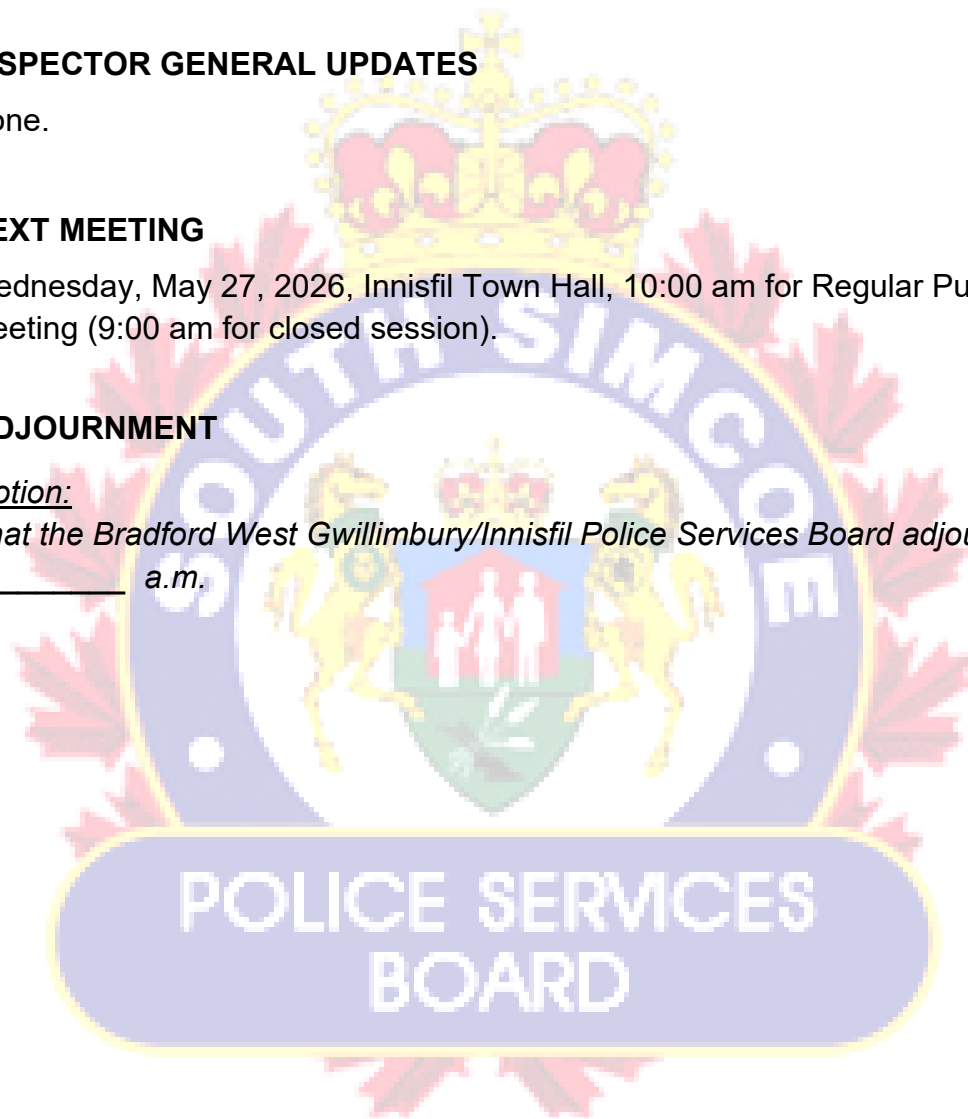 SPECTOR GENERAL UPDATES
one.
EXT MEETING
ednesday, May 27, 2026, Innisfil Town Hall, 10:00 am for Regular Pu
eeting (9:00 am for closed session).
DJOURNMENT
otion:
hat the Bradford West Gwillimbury/Innisfil Police Services Board adjou
__________ a.m.
SOUTH SIMCOE
POLICE SERVICES
BOARD